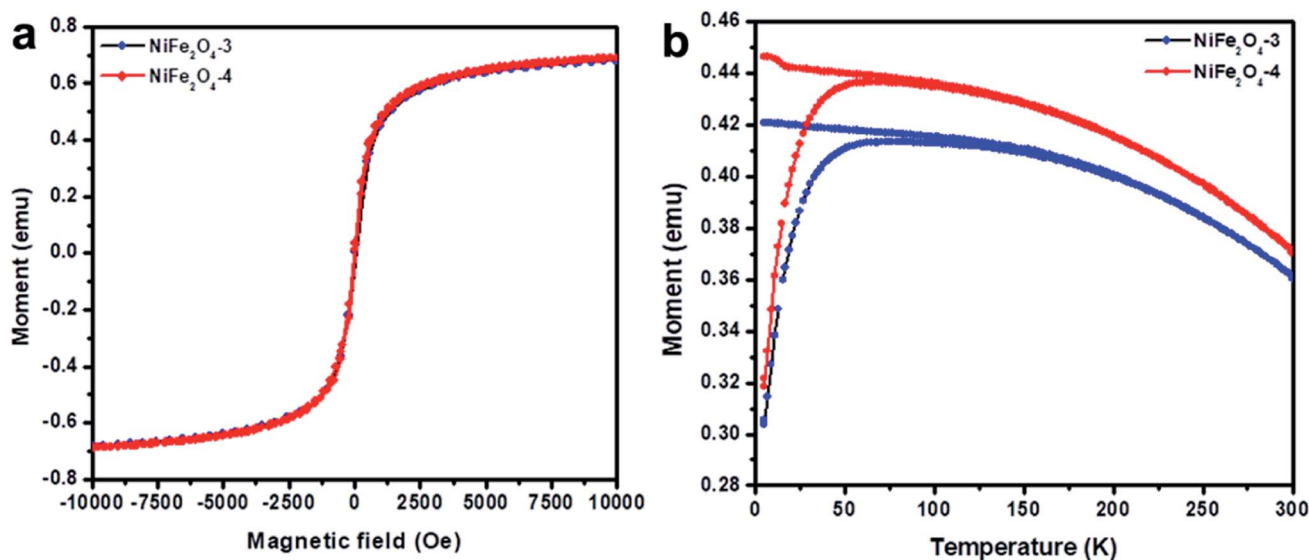 a
NiFe₂O₄-3
NiFe₂O₄-4
Moment (emu)
0.8
0.6
0.4
0.2
0.0
-0.2
-0.4
-0.6
-0.8
-10000 -7500 -5000 -2500 0 2500 5000 7500 10000
Magnetic field (Oe)
b
NiFe₂O₄-3
NiFe₂O₄-4
Moment (emu)
0.46
0.44
0.42
0.40
0.38
0.36
0.34
0.32
0.30
0.28
0 50 100 150 200 250 300
Temperature (K)